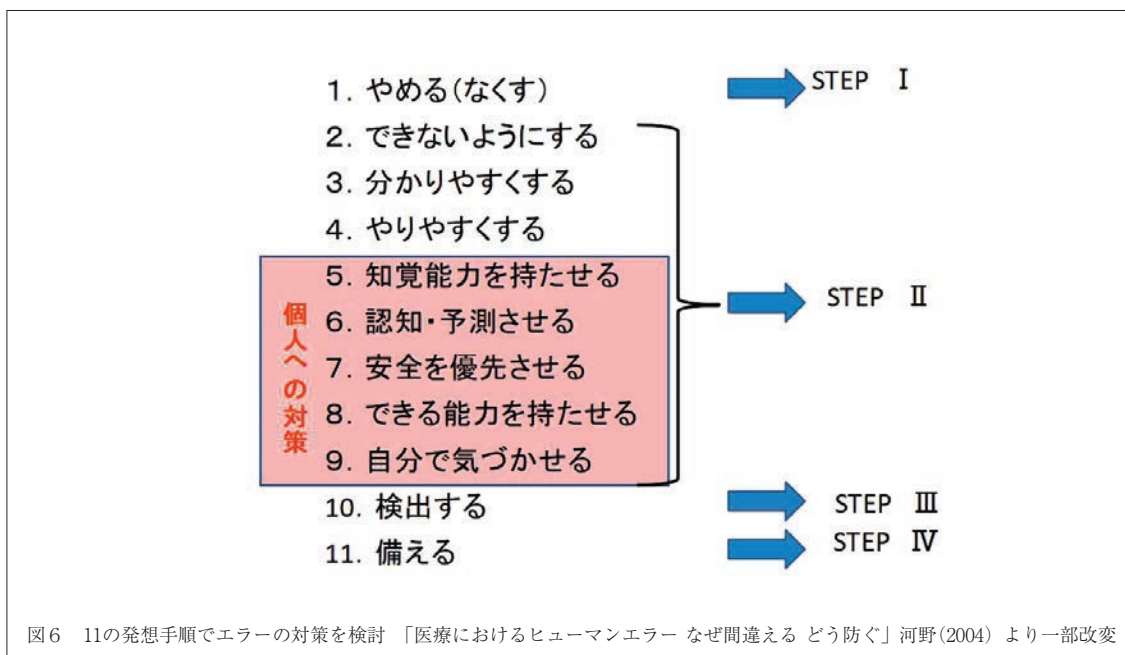 1. やめる(なくす)
STEP Ⅰ
2. できないようにする
3. 分かりやすくする
4. やりやすくする
5. 知覚能力を持たせる
6. 認知・予測させる
7. 安全を優先させる
8. できる能力を持たせる
9. 自分で気づかせる
個人への対策
STEP Ⅱ
10. 検出する
STEP Ⅲ
11. 備える
STEP Ⅳ
図6 11の発想手順でエラーの対策を検討 「医療におけるヒューマンエラー なぜ間違える どう防ぐ」河野(2004) より一部改変